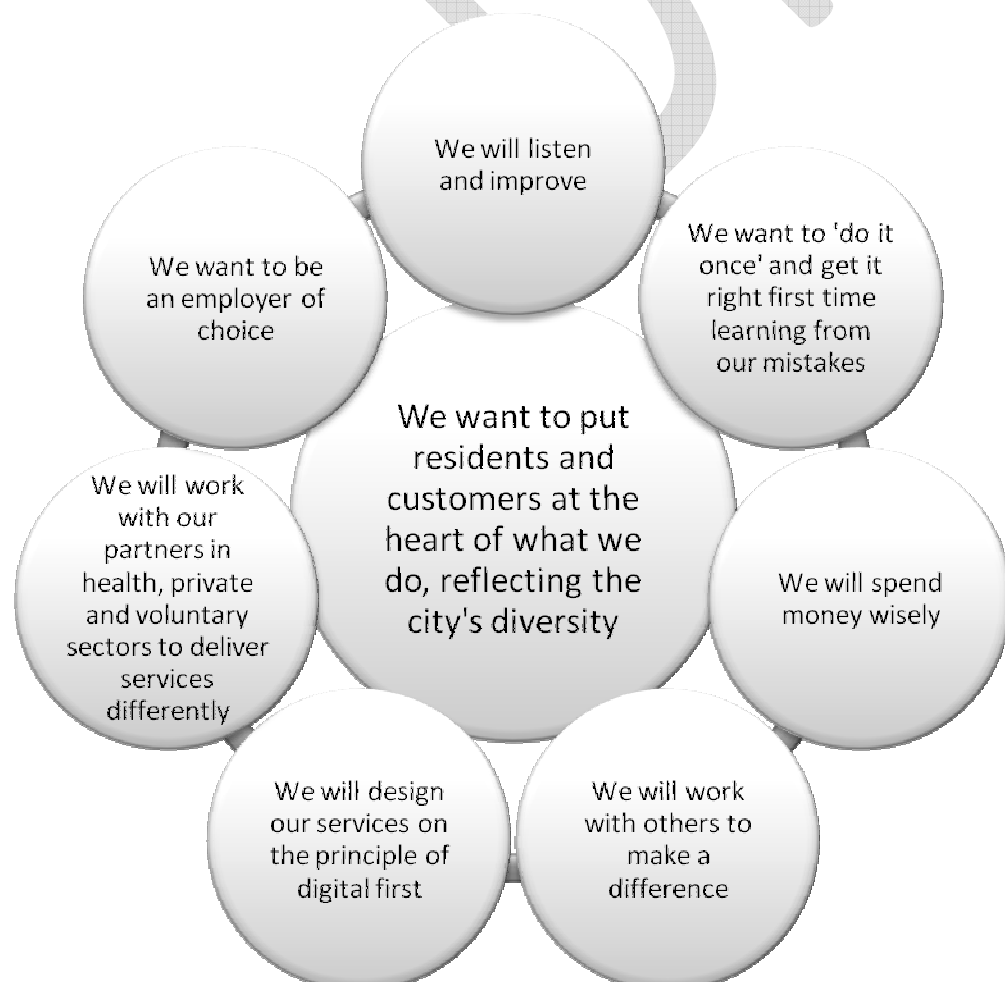 We will listen
and improve
We want to 'do it
once' and get it
right first time
learning from
our mistakes
We will spend
money wisely
We will work
with others to
make a
difference
We will design
our services on
the principle of
digital first
We will work
with our
partners in
health, private
and voluntary
sectors to deliver
services
differently
We want to be
an employer of
choice
We want to put
residents and
customers at the
heart of what we
do, reflecting the
city's diversity